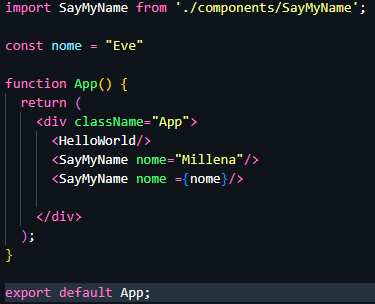 import SayMyName from './components/SayMyName';
const nome = "Eve"
function App() {
return (
<div className="App">
<HelloWorld/>
<SayMyName nome="Millena"/>
<SayMyName nome ={nome}/>
</div>
);
}
export default App;